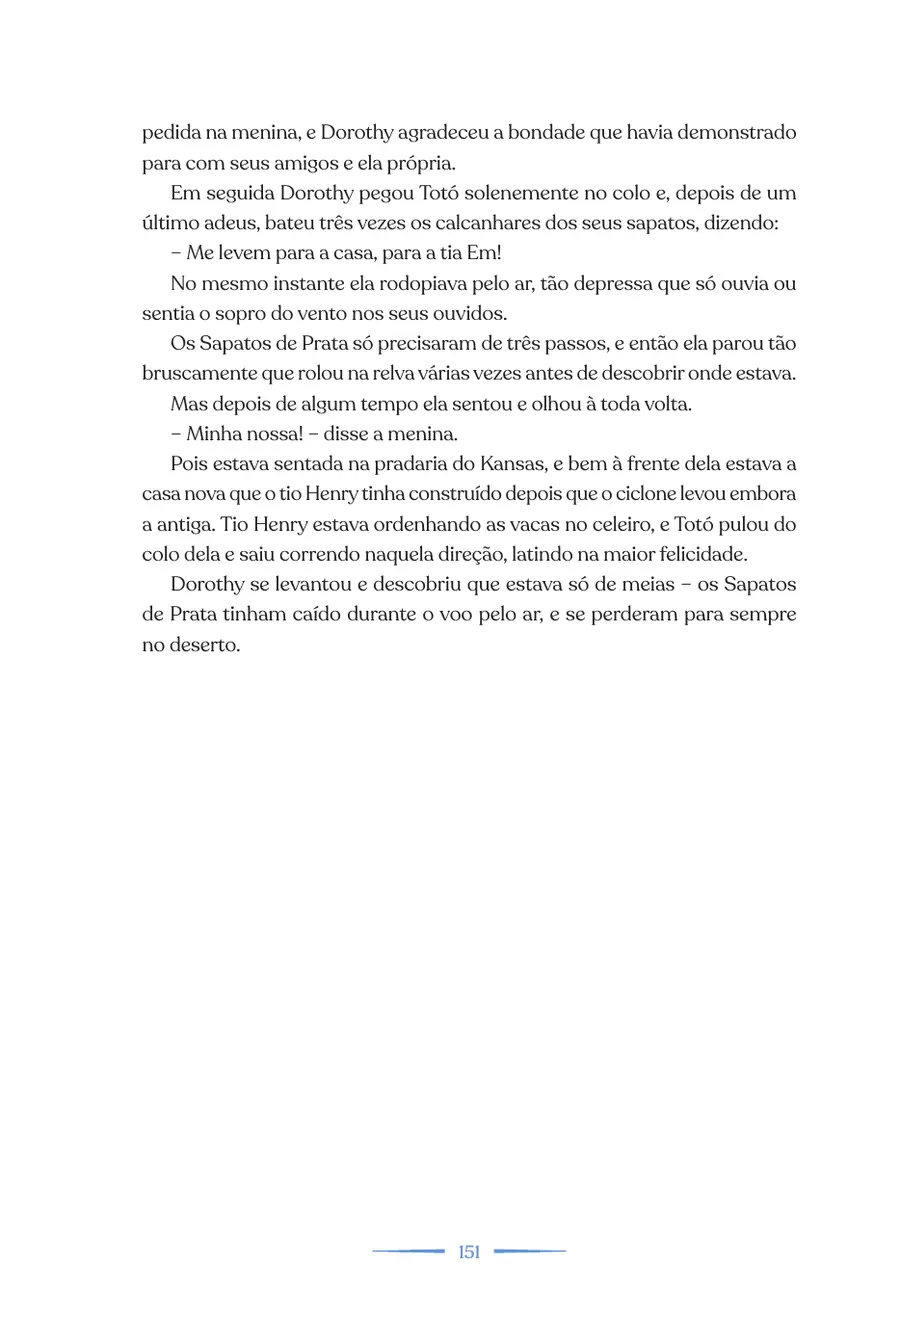 pedida na menina, e Dorothy agradeceu a bondade que havia demonstrado
para com seus amigos e ela própria.
Em seguida Dorothy pegou Totó solenemente no colo e, depois de um
último adeus, bateu três vezes os calcanhares dos seus sapatos, dizendo:
– Me levem para a casa, para a tia Em!
No mesmo instante ela rodopiava pelo ar, tão depressa que só ouvia ou
sentia o sopro do vento nos seus ouvidos.
Os Sapatos de Prata só precisaram de três passos, e então ela parou tão
bruscamente que rolou na relva várias vezes antes de descobrir onde estava.
Mas depois de algum tempo ela sentou e olhou à toda volta.
– Minha nossa! – disse a menina.
Pois estava sentada na pradaria do Kansas, e bem à frente dela estava a
casa nova que o tio Henry tinha construído depois que o ciclone levou embora
a antiga. Tio Henry estava ordenhando as vacas no celeiro, e Totó pulou do
colo dela e saiu correndo naquela direção, latindo na maior felicidade.
Dorothy se levantou e descobriu que estava só de meias – os Sapatos
de Prata tinham caído durante o voo pelo ar, e se perderam para sempre
no deserto.
151